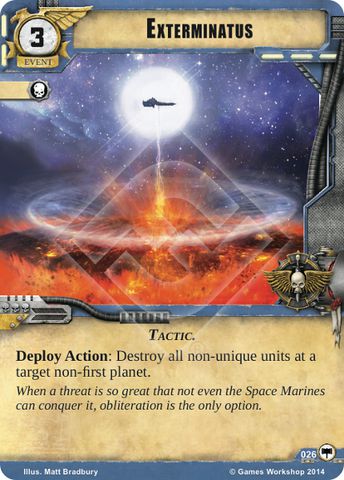 3
EVENT
EXTERMINATUS
TACTIC.
Deploy Action: Destroy all non-unique units at a
target non-first planet.
When a threat is so great that not even the Space Marines
can conquer it, obliteration is the only option.
026
Illus. Matt Bradbury
© Games Workshop 2014